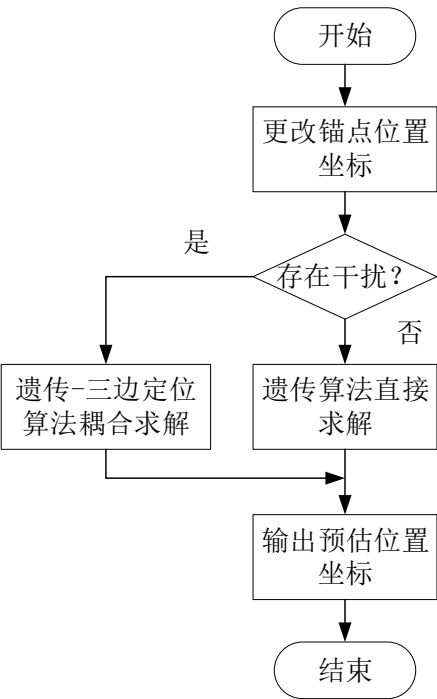 开始
更改锚点位置
坐标
是
存在干扰？
否
遗传-三边定位
算法耦合求解
遗传算法直接
求解
输出预估位置
坐标
结束